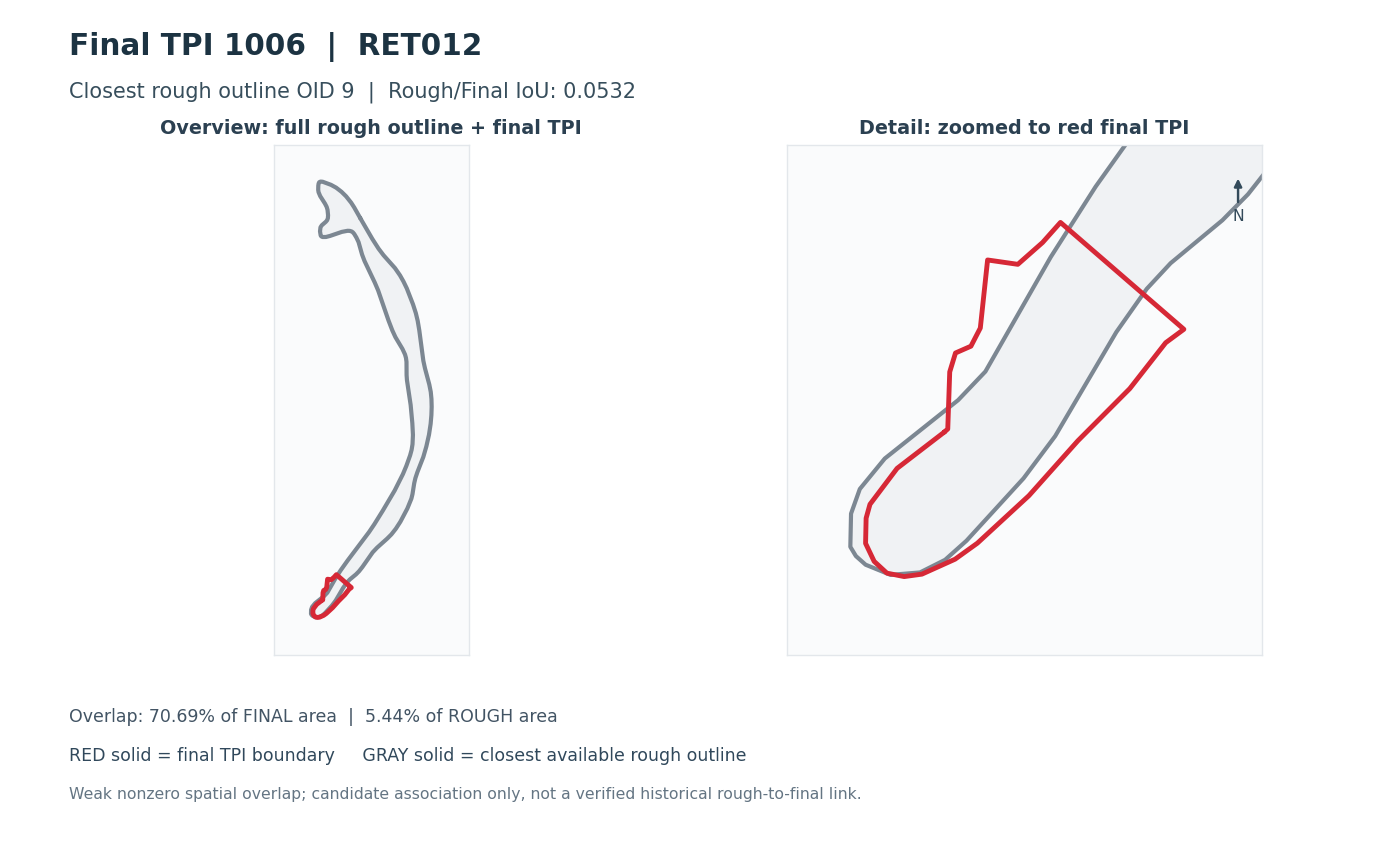 Final TPI 1006 | RET012
Closest rough outline OID 9 | Rough/Final IoU: 0.0532
Overview: full rough outline + final TPI
Detail: zoomed to red final TPI
N
Overlap: 70.69% of FINAL area | 5.44% of ROUGH area
RED solid = final TPI boundary GRAY solid = closest available rough outline
Weak nonzero spatial overlap; candidate association only, not a verified historical rough-to-final link.